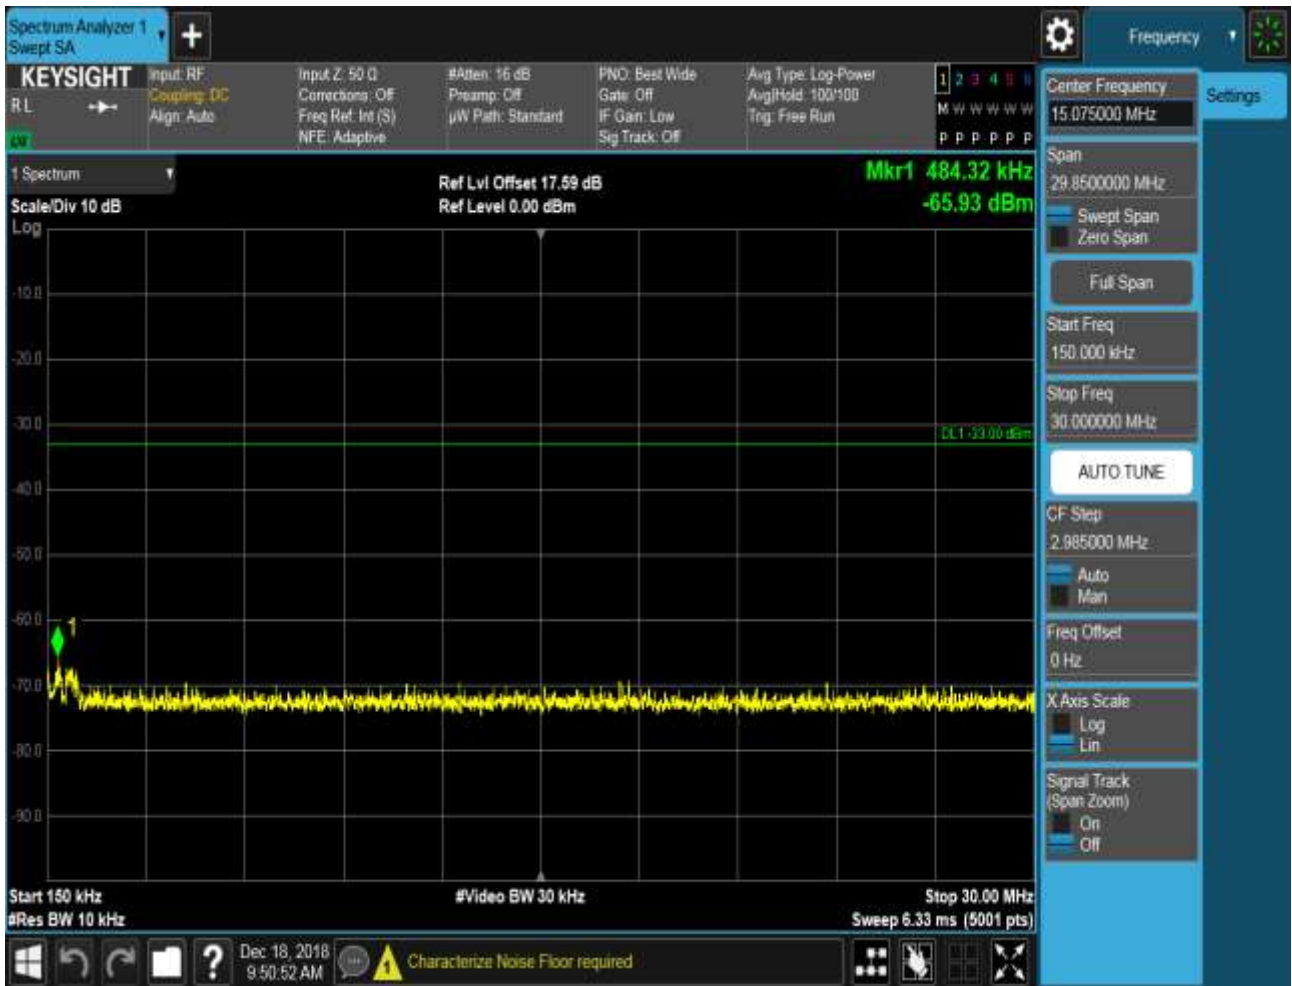 Spectrum Analyzer 1
Swept SA
Frequency
KEYSIGHT
Input: RF
Input Z: 50 Ω
#Atten: 16 dB
PNO: Best Wide
Avg Type: Log-Power
1 2 3 4 5 6
RL
Coupling: DC
Corrections: Off
Preamp: Off
Gate: Off
Avg|Hold: 100/100
M W W W W W
Align: Auto
Freq Ref: Int (S)
µW Path: Standard
IF Gain: Low
Trig: Free Run
NFE: Adaptive
Sig Track: Off
P P P P P P
1 Spectrum
Ref Lvl Offset 17.59 dB
Mkr1 484.32 kHz
Scale/Div 10 dB
Ref Level 0.00 dBm
-65.93 dBm
Log
-10.0
-20.0
-30.0
DL1 -33.00 dBm
-40.0
-50.0
-60.0
1
-70.0
-80.0
-90.0
Start 150 kHz
#Video BW 30 kHz
Stop 30.00 MHz
#Res BW 10 kHz
Sweep 6.33 ms (5001 pts)
Dec 18, 2018
9:50:52 AM
Characterize Noise Floor required
Center Frequency
15.075000 MHz
Settings
Span
29.8500000 MHz
Swept Span
Zero Span
Full Span
Start Freq
150.000 kHz
Stop Freq
30.000000 MHz
AUTO TUNE
CF Step
2.985000 MHz
Auto
Man
Freq Offset
0 Hz
X Axis Scale
Log
Lin
Signal Track
(Span Zoom)
On
Off